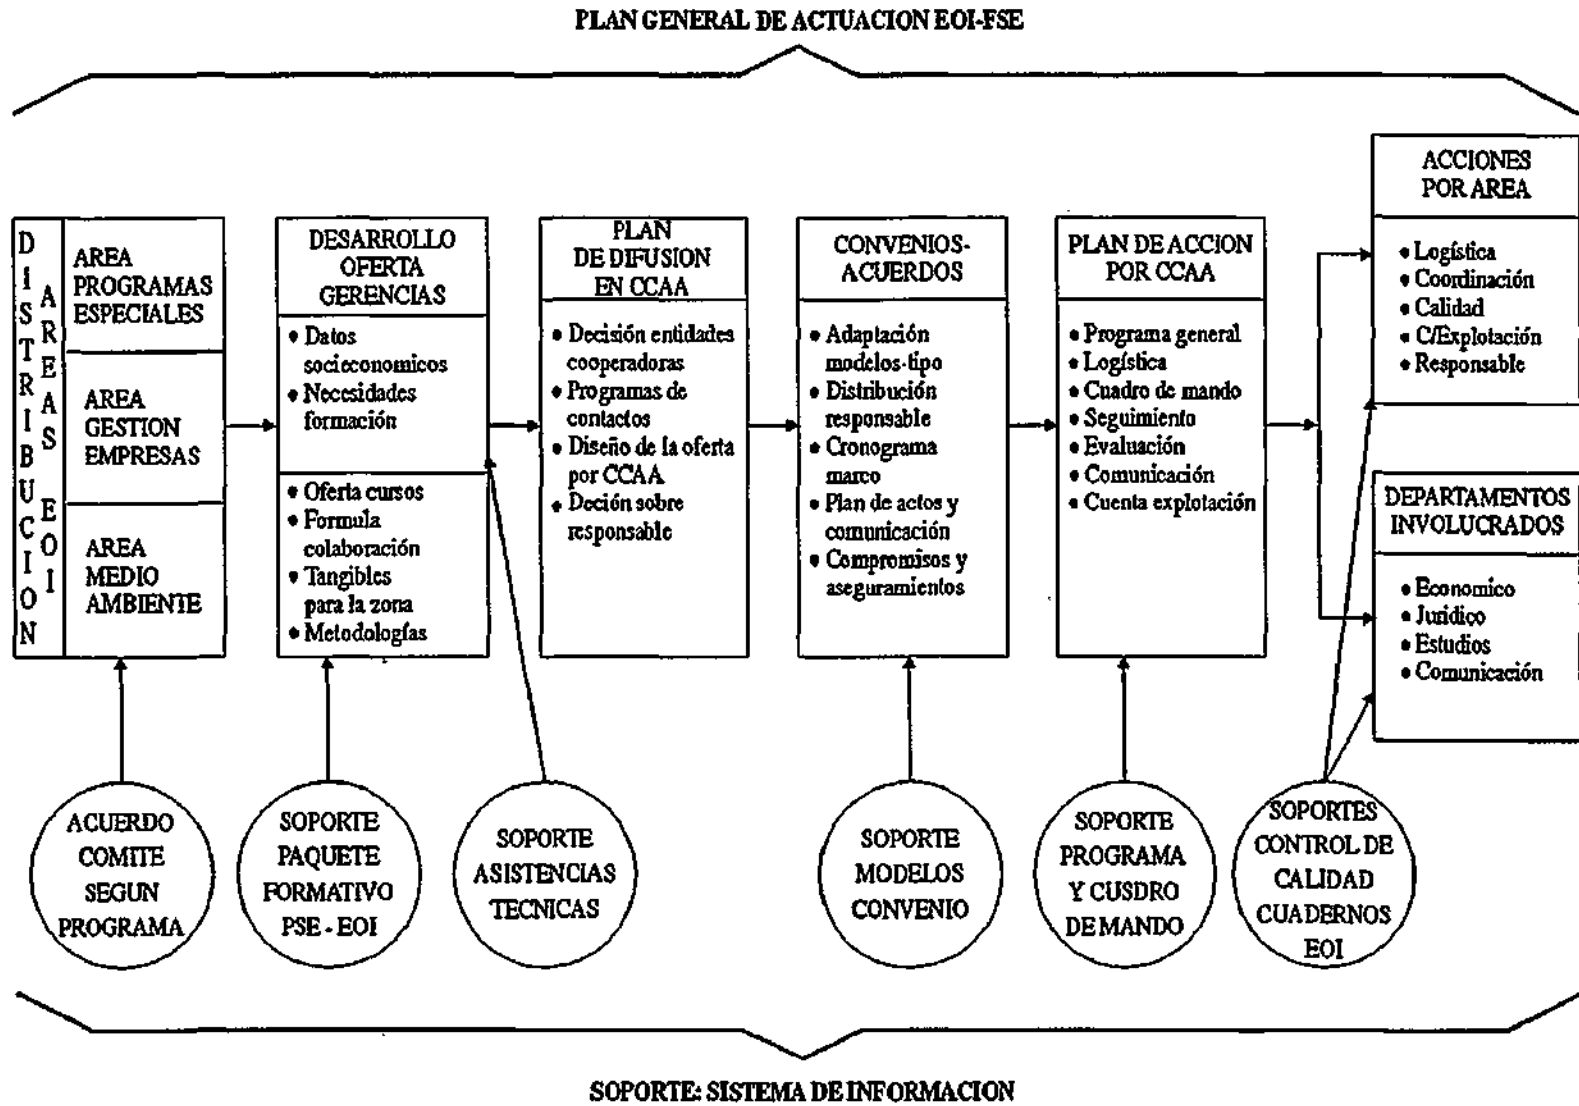 PLAN GENERAL DE ACTUACION EOI-FSE
DISTRIBUCION
AREAS EOI
AREA
PROGRAMAS
ESPECIALES
AREA
GESTION
EMPRESAS
AREA
MEDIO
AMBIENTE
DESARROLLO
OFERTA
GERENCIAS
• Datos
socieconomicos
• Necesidades
formación
• Oferta cursos
• Formula
colaboración
• Tangibles
para la zona
• Metodologías
PLAN
DE DIFUSION
EN CCAA
• Decisión entidades
cooperadoras
• Programas de
contactos
• Diseño de la oferta
por CCAA
• Deción sobre
responsable
CONVENIOS-
ACUERDOS
• Adaptación
modelos-tipo
• Distribución
responsable
• Cronograma
marco
• Plan de actos y
comunicación
• Compromisos y
aseguramientos
PLAN DE ACCION
POR CCAA
• Programa general
• Logística
• Cuadro de mando
• Seguimiento
• Evaluación
• Comunicación
• Cuenta explotación
ACCIONES
POR AREA
• Logística
• Coordinación
• Calidad
• C/Explotación
• Responsable
DEPARTAMENTOS
INVOLUCRADOS
• Economico
• Juridico
• Estudios
• Comunicación
ACUERDO
COMITE
SEGUN
PROGRAMA
SOPORTE
PAQUETE
FORMATIVO
PSE - EOI
SOPORTE
ASISTENCIAS
TECNICAS
SOPORTE
MODELOS
CONVENIO
SOPORTE
PROGRAMA
Y CUSDRO
DE MANDO
SOPORTES
CONTROL DE
CALIDAD
CUADERNOS
EOI
SOPORTE: SISTEMA DE INFORMACION